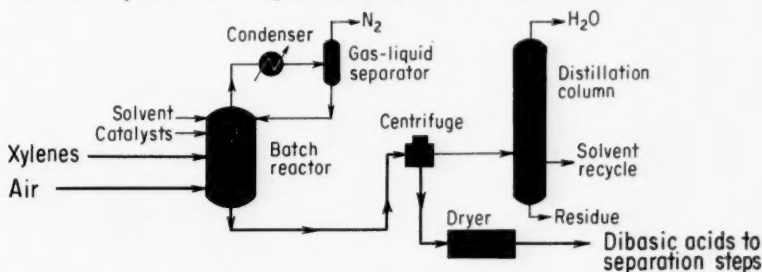 N2
H2O
Condenser
Gas-liquid
separator
Distillation
column
Solvent
Catalysts
Centrifuge
Xylenes
Batch
reactor
Solvent
recycle
Air
Dryer
Residue
Dibasic acids to
separation steps